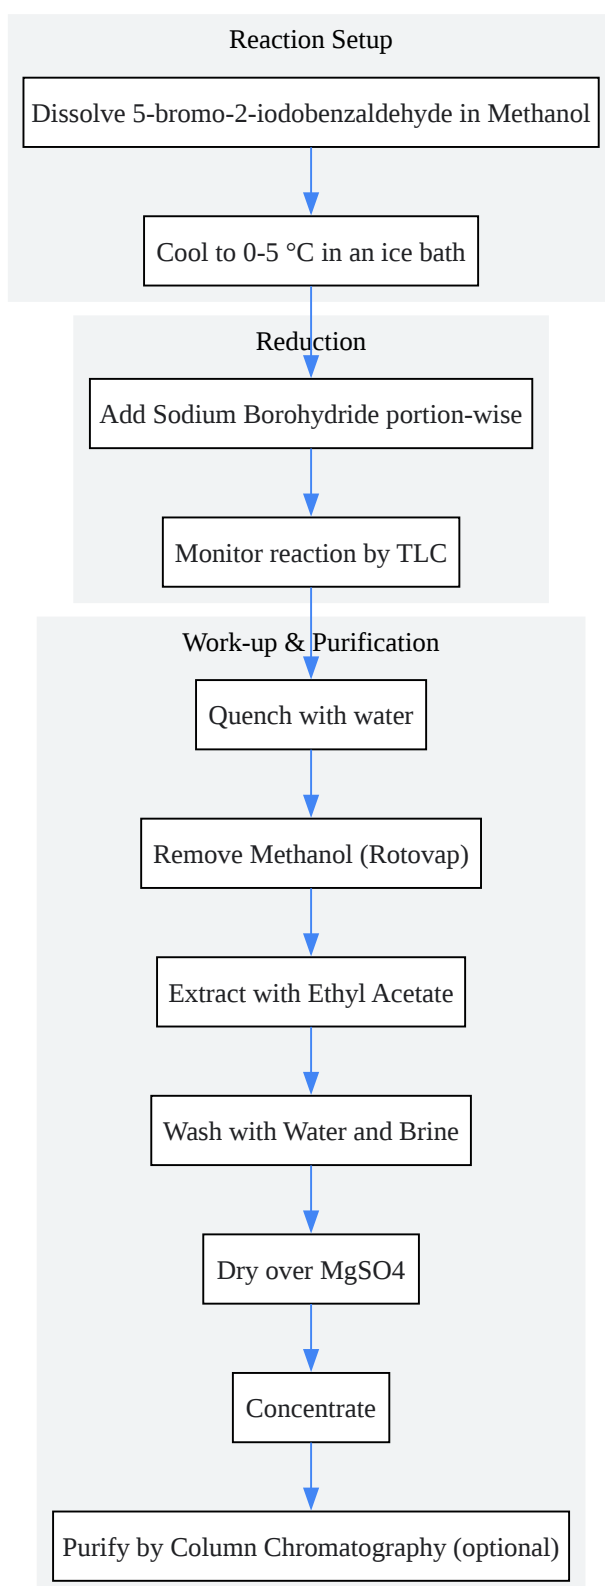 Reaction Setup
Dissolve 5-bromo-2-iodobenzaldehyde in Methanol
Cool to 0-5 °C in an ice bath
Reduction
Add Sodium Borohydride portion-wise
Monitor reaction by TLC
Work-up & Purification
Quench with water
Remove Methanol (Rotovap)
Extract with Ethyl Acetate
Wash with Water and Brine
Dry over MgSO4
Concentrate
Purify by Column Chromatography (optional)